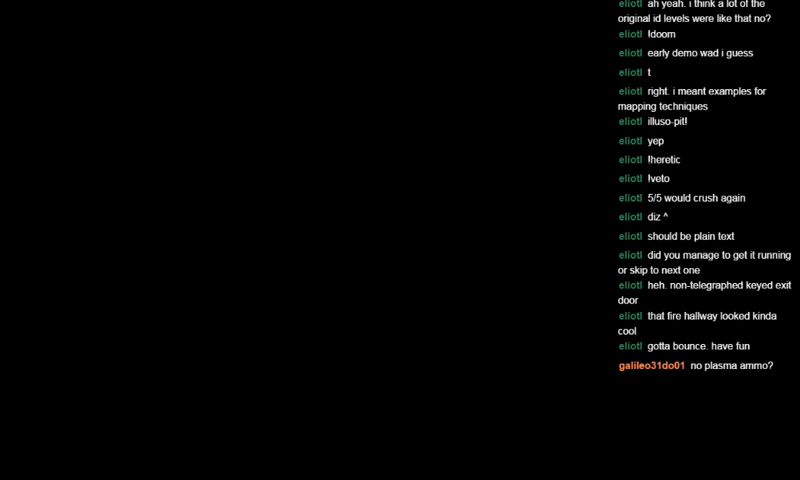 eliotl ah yeah. i think a lot of the
original id levels were like that no?
eliotl !doom
eliotl early demo wad i guess
eliotl t
eliotl right. i meant examples for
mapping techniques
eliotl illuso-pit!
eliotl yep
eliotl !heretic
eliotl !veto
eliotl 5/5 would crush again
eliotl diz ^
eliotl should be plain text
eliotl did you manage to get it running
or skip to next one
eliotl heh. non-telegraphed keyed exit
door
eliotl that fire hallway looked kinda
cool
eliotl gotta bounce. have fun
galileo31do01 no plasma ammo?